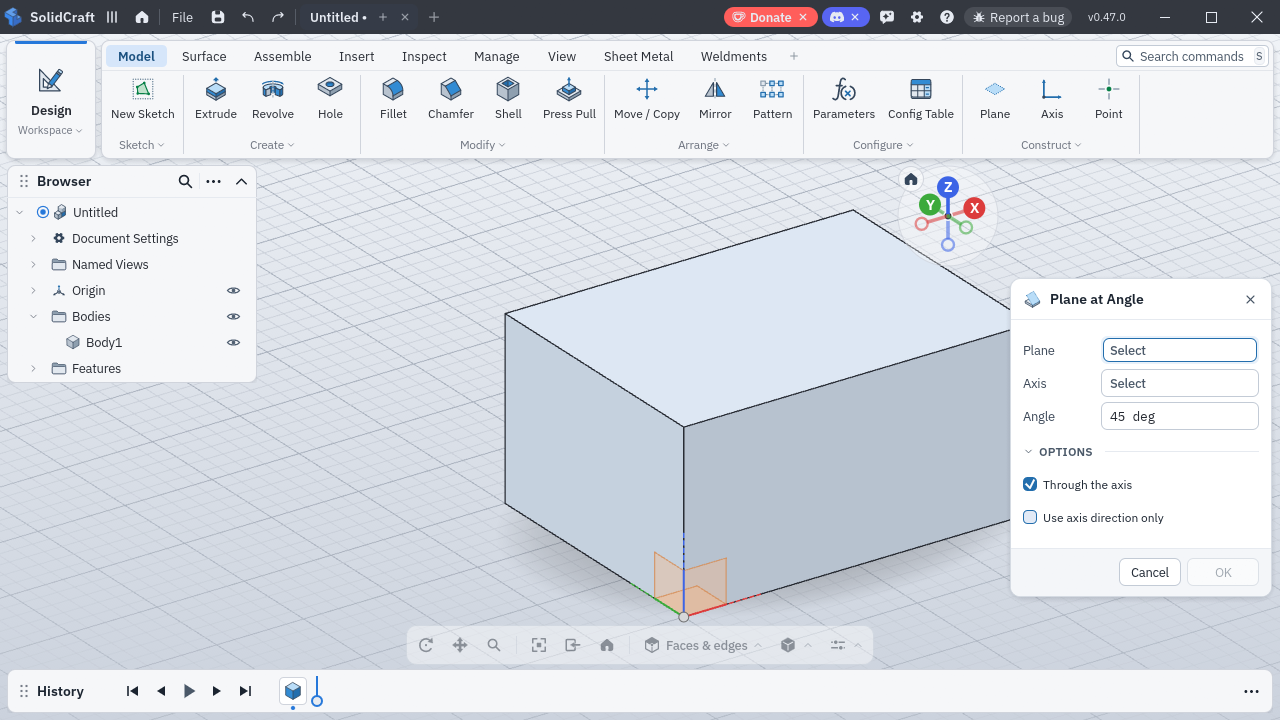 SolidCraft
File
Untitled •
Donate
Report a bug
v0.47.0
Design
Workspace
Model
Surface
Assemble
Insert
Inspect
Manage
View
Sheet Metal
Weldments
Search commands
S
New Sketch
Extrude
Revolve
Hole
Fillet
Chamfer
Shell
Press Pull
Move / Copy
Mirror
Pattern
Parameters
Config Table
Plane
Axis
Point
Sketch
Create
Modify
Arrange
Configure
Construct
Browser
Untitled
Document Settings
Named Views
Origin
Bodies
Body1
Features
Z
Y
X
Plane at Angle
Plane
Select
Axis
Select
Angle
45 deg
OPTIONS
Through the axis
Use axis direction only
Cancel
OK
Faces & edges
History